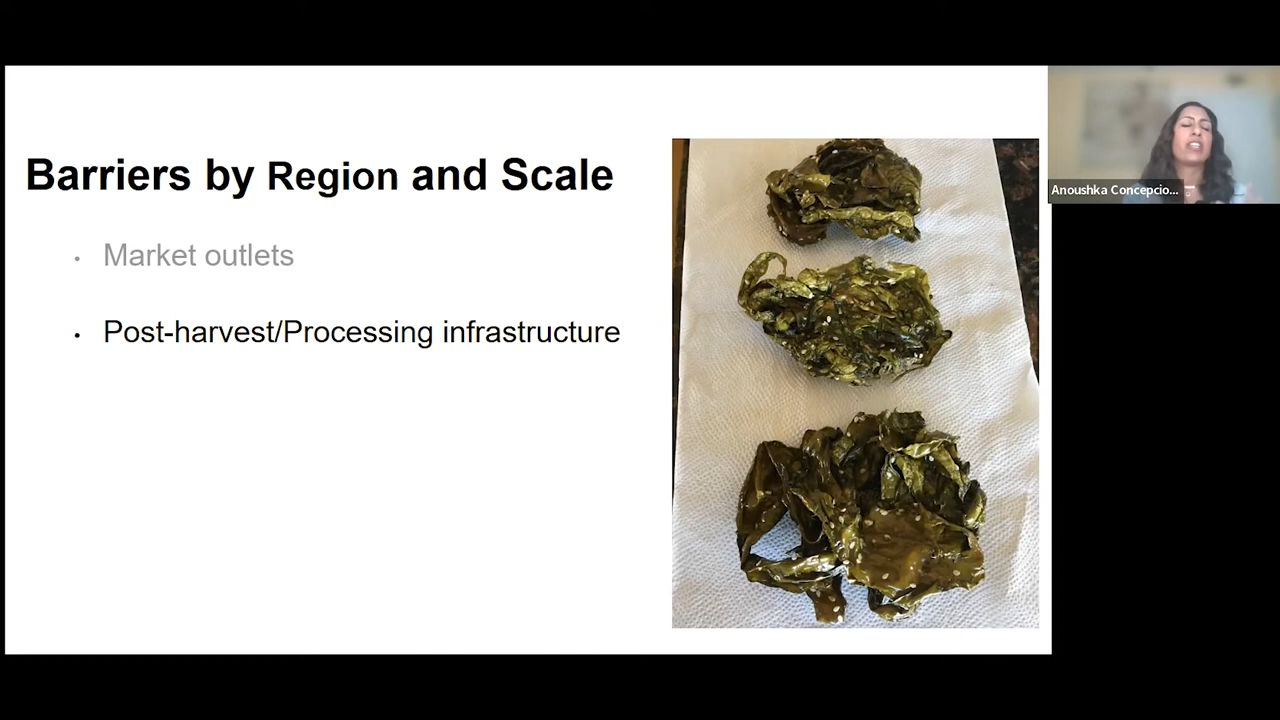 Barriers by Region and Scale
• Market outlets
• Post-harvest/Processing infrastructure
Anoushka Concepcio...